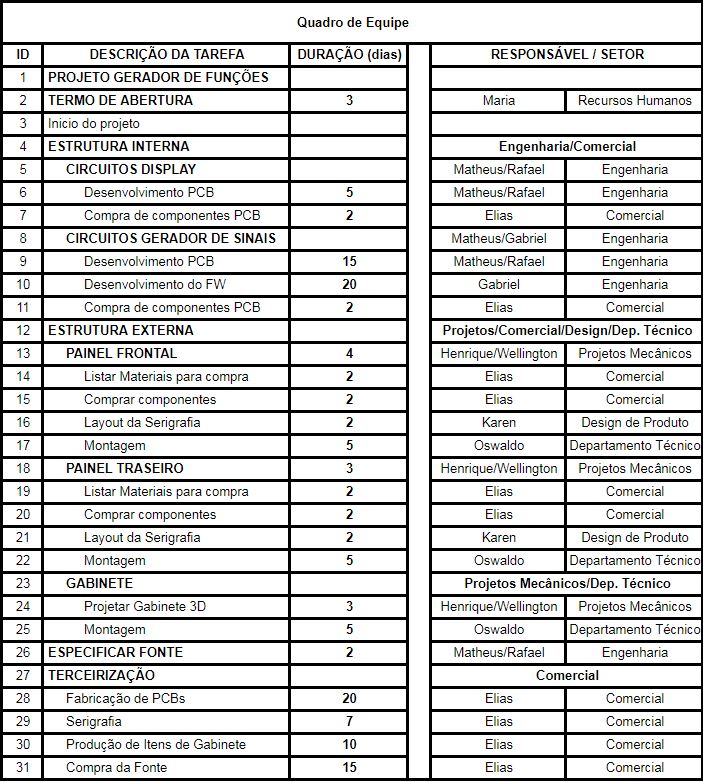 Quadro de Equipe
ID DESCRIÇÃO DA TAREFA DURAÇÃO (dias) RESPONSÁVEL / SETOR
1 PROJETO GERADOR DE FUNÇÕES
2 TERMO DE ABERTURA 3 Maria Recursos Humanos
3 Inicio do projeto
4 ESTRUTURA INTERNA Engenharia/Comercial
5 CIRCUITOS DISPLAY Matheus/Rafael Engenharia
6 Desenvolvimento PCB 5 Matheus/Rafael Engenharia
7 Compra de componentes PCB 2 Elias Comercial
8 CIRCUITOS GERADOR DE SINAIS Matheus/Gabriel Engenharia
9 Desenvolvimento PCB 15 Matheus/Rafael Engenharia
10 Desenvolvimento do FW 20 Gabriel Engenharia
11 Compra de componentes PCB 2 Elias Comercial
12 ESTRUTURA EXTERNA Projetos/Comercial/Design/Dep. Técnico
13 PAINEL FRONTAL 4 Henrique/Wellington Projetos Mecânicos
14 Listar Materiais para compra 2 Elias Comercial
15 Comprar componentes 2 Elias Comercial
16 Layout da Serigrafia 2 Karen Design de Produto
17 Montagem 5 Oswaldo Departamento Técnico
18 PAINEL TRASEIRO 3 Henrique/Wellington Projetos Mecânicos
19 Listar Materiais para compra 2 Elias Comercial
20 Comprar componentes 2 Elias Comercial
21 Layout da Serigrafia 2 Karen Design de Produto
22 Montagem 5 Oswaldo Departamento Técnico
23 GABINETE Projetos Mecânicos/Dep. Técnico
24 Projetar Gabinete 3D 3 Henrique/Wellington Projetos Mecânicos
25 Montagem 5 Oswaldo Departamento Técnico
26 ESPECIFICAR FONTE 2 Matheus/Rafael Engenharia
27 TERCEIRIZAÇÃO Comercial
28 Fabricação de PCBs 20 Elias Comercial
29 Serigrafia 7 Elias Comercial
30 Produção de Itens de Gabinete 10 Elias Comercial
31 Compra da Fonte 15 Elias Comercial